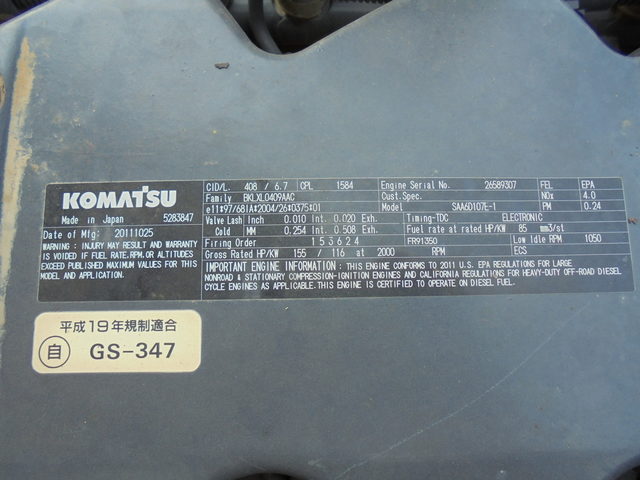 KOMATSU
Made in Japan 5283847
Date of Mfg: 20111025
WARNING : INJURY MAY RESULT AND WARRANTY
IS VOIDED IF FUEL RATE.RPM.OR ALTITUDES
EXCEED PUBLISHED MAXIMUM VALUES FOR THIS
MODEL AND APPLICATION.
CID/L. 408 / 6.7 CPL 1584 Engine Serial No. 26589307 FEL EPA
Family BKLXL0409AAC Cust.Spec. NOx 4.0
e11*97/68IA*2004/26*0375*01 Model SAA6D107E-1 PM 0.24
Valve Lash Inch 0.010 Int. 0.020 Exh. Timing-TDC ELECTRONIC
Cold MM 0.254 Int. 0.508 Exh. Fuel rate at rated HP/KW 85 mm3/st
Firing Order 1 5 3 6 2 4 FR91350 Low Idle RPM 1050
Gross Rated HP/KW 155 / 116 at 2000 RPM ECS
IMPORTANT ENGINE INFORMATION: THIS ENGINE CONFORMS TO 2011 U.S. EPA REGULATIONS FOR LARGE
NONROAD & STATIONARY COMPRESSION-IGNITION ENGINES AND CALIFORNIA REGULATIONS FOR HEAVY-DUTY OFF-ROAD DIESEL
CYCLE ENGINES AS APPLICABLE.THIS ENGINE IS CERTIFIED TO OPERATE ON DIESEL FUEL.
平成19年規制適合
自 GS-347